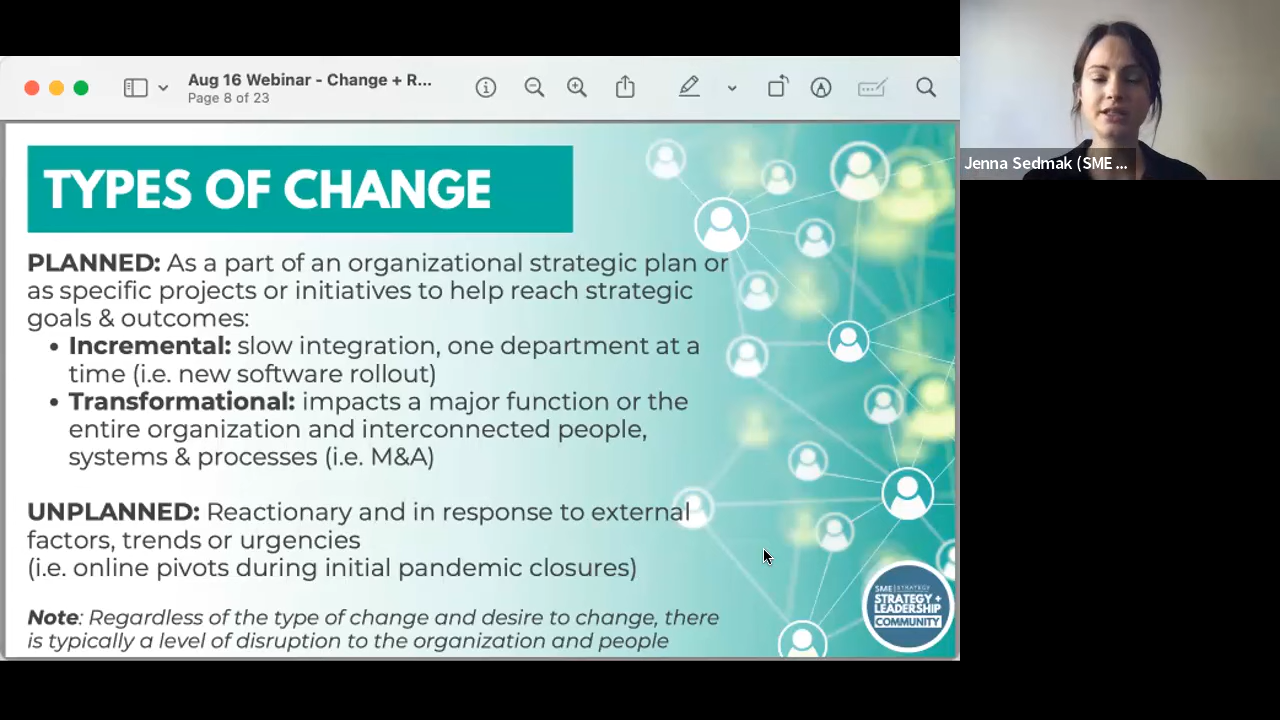 Aug 16 Webinar - Change + R...
Page 8 of 23
Jenna Sedmak (SME ...
TYPES OF CHANGE
PLANNED: As a part of an organizational strategic plan or
as specific projects or initiatives to help reach strategic
goals & outcomes:
• Incremental: slow integration, one department at a
time (i.e. new software rollout)
• Transformational: impacts a major function or the
entire organization and interconnected people,
systems & processes (i.e. M&A)
UNPLANNED: Reactionary and in response to external
factors, trends or urgencies
(i.e. online pivots during initial pandemic closures)
Note: Regardless of the type of change and desire to change, there
is typically a level of disruption to the organization and people
SME STRATEGY
STRATEGY +
LEADERSHIP
COMMUNITY